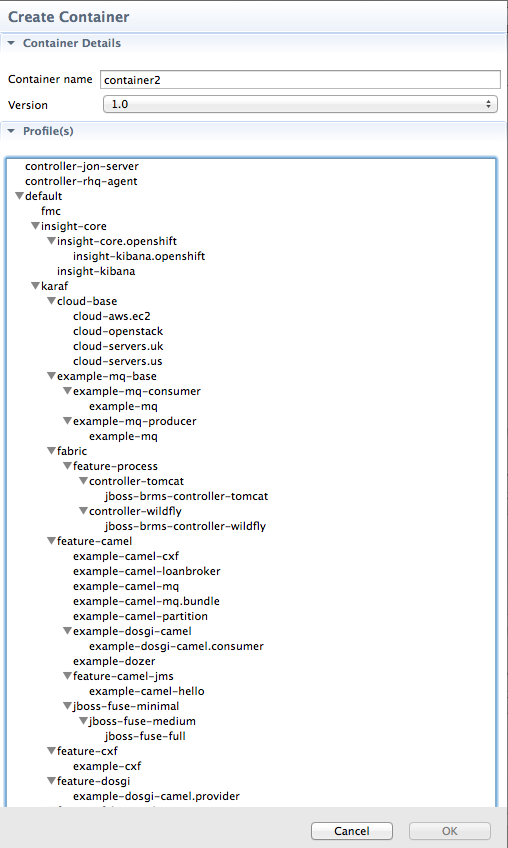 Create Container
Container Details
Container name container2
Version 1.0
Profile(s)
controller-jon-server
controller-rhq-agent
default
fmc
insight-core
insight-core.openshift
insight-kibana.openshift
insight-kibana
karaf
cloud-base
cloud-aws.ec2
cloud-openstack
cloud-servers.uk
cloud-servers.us
example-mq-base
example-mq-consumer
example-mq
example-mq-producer
example-mq
fabric
feature-process
controller-tomcat
jboss-brms-controller-tomcat
controller-wildfly
jboss-brms-controller-wildfly
feature-camel
example-camel-cxf
example-camel-loanbroker
example-camel-mq
example-camel-mq.bundle
example-camel-partition
example-dosgi-camel
example-dosgi-camel.consumer
example-dozer
feature-camel-jms
example-camel-hello
jboss-fuse-minimal
jboss-fuse-medium
jboss-fuse-full
feature-cxf
example-cxf
feature-dosgi
example-dosgi-camel.provider
Cancel OK